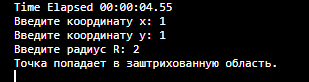 Time Elapsed 00:00:04.55
Введите координату x: 1
Введите координату y: 1
Введите радиус R: 2
Точка попадает в заштрихованную область.